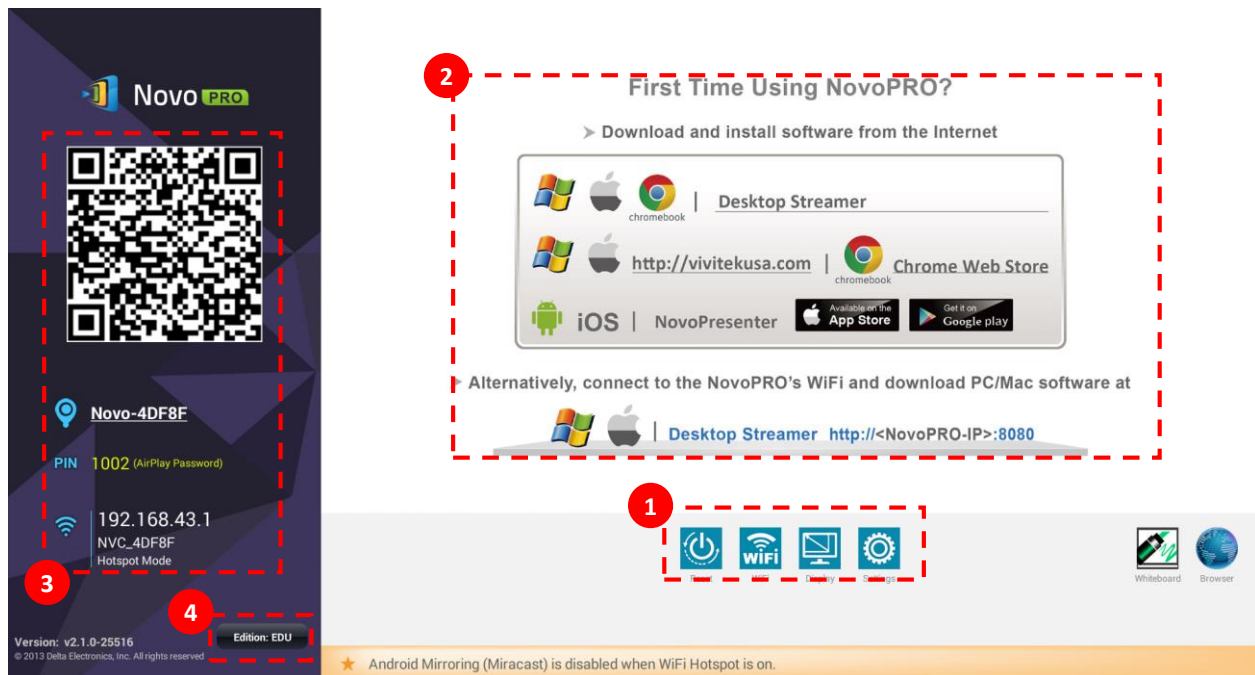 Novo PRO
3
Novo-4DF8F
PIN 1002 (AirPlay Password)
192.168.43.1
NVC_4DF8F
Hotspot Mode
4
Edition: EDU
Version: v2.1.0-25516
© 2013 Delta Electronics, Inc. All rights reserved
2
First Time Using NovoPRO?
➤ Download and install software from the Internet
chromebook | Desktop Streamer
http://vivitekusa.com | chromebook Chrome Web Store
iOS | NovoPresenter Available on the App Store Get it on Google play
Alternatively, connect to the NovoPRO's WiFi and download PC/Mac software at
| Desktop Streamer http://<NovoPRO-IP>:8080
1
WiFi
Display Settings
Whiteboard Browser
★ Android Mirroring (Miracast) is disabled when WiFi Hotspot is on.